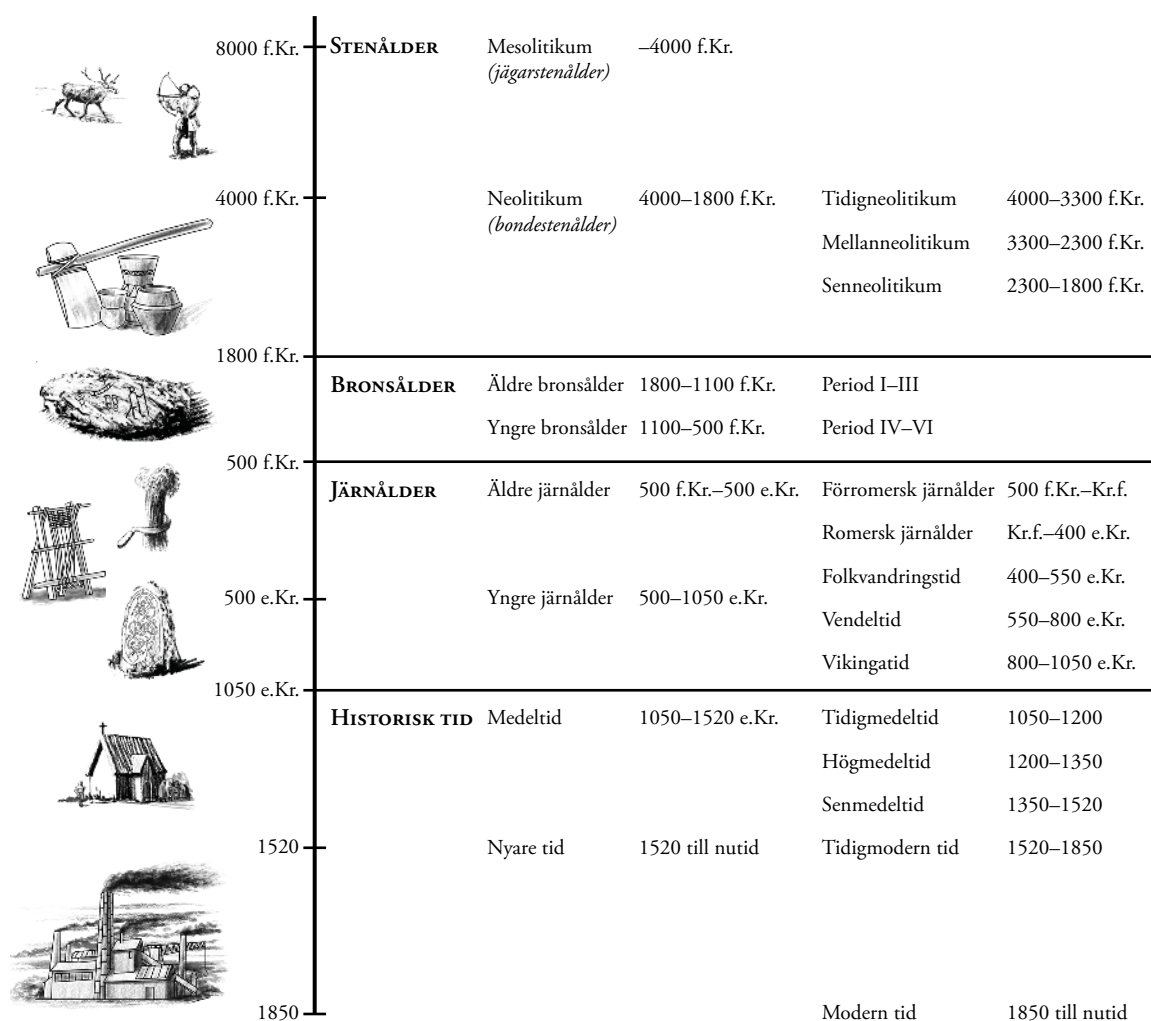 8000 f.Kr. STENÅLDER Mesolitikum –4000 f.Kr.
(jägarstenålder)
4000 f.Kr. Neolitikum 4000–1800 f.Kr. Tidigneolitikum 4000–3300 f.Kr.
(bondestenålder)
Mellanneolitikum 3300–2300 f.Kr.
Senneolitikum 2300–1800 f.Kr.
1800 f.Kr.
BRONSÅLDER Äldre bronsålder 1800–1100 f.Kr. Period I–III
Yngre bronsålder 1100–500 f.Kr. Period IV–VI
500 f.Kr.
JÄRNÅLDER Äldre järnålder 500 f.Kr.–500 e.Kr. Förromersk järnålder 500 f.Kr.–Kr.f.
Romersk järnålder Kr.f.–400 e.Kr.
Folkvandringstid 400–550 e.Kr.
500 e.Kr. Yngre järnålder 500–1050 e.Kr.
Vendeltid 550–800 e.Kr.
Vikingatid 800–1050 e.Kr.
1050 e.Kr.
HISTORISK TID Medeltid 1050–1520 e.Kr. Tidigmedeltid 1050–1200
Högmedeltid 1200–1350
Senmedeltid 1350–1520
1520 Nyare tid 1520 till nutid Tidigmodern tid 1520–1850
1850 Modern tid 1850 till nutid